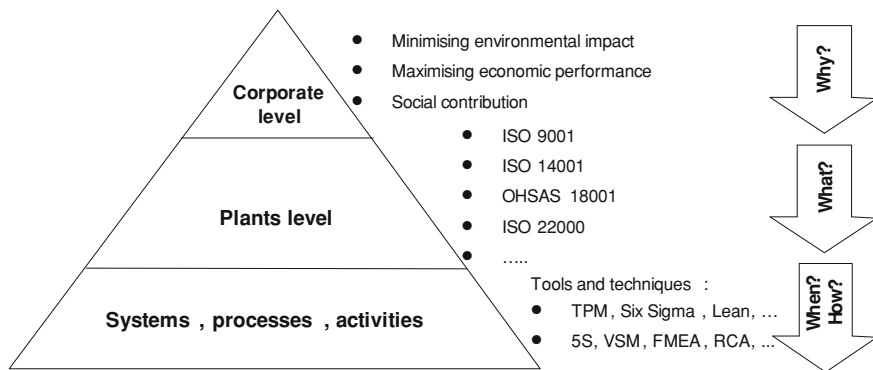 Corporate
level
● Minimising environmental impact
● Maximising economic performance
● Social contribution
Why?
Plants level
● ISO 9001
● ISO 14001
● OHSAS 18001
● ISO 22000
● .....
What?
Systems , processes , activities
Tools and techniques :
● TPM , Six Sigma , Lean, ...
● 5S, VSM , FMEA , RCA, ...
When?
How?